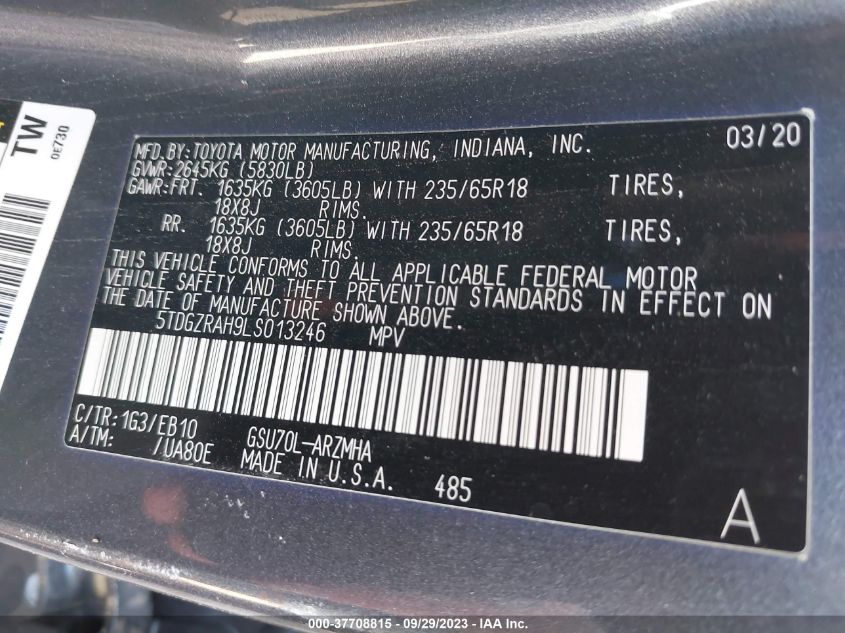 TW
0E730
MFD.BY:TOYOTA MOTOR MANUFACTURING, INDIANA, INC. 03/20
GVWR:2645KG (5830LB)
GAWR:FRT. 1635KG (3605LB) WITH 235/65R18 TIRES,
18X8J RIMS.
RR. 1635KG (3605LB) WITH 235/65R18 TIRES,
18X8J RIMS.
THIS VEHICLE CONFORMS TO ALL APPLICABLE FEDERAL MOTOR
VEHICLE SAFETY AND THEFT PREVENTION STANDARDS IN EFFECT ON
THE DATE OF MANUFACTURE SHOWN ABOVE.
5TDGZRAH9LS013246 MPV
C/TR:1G3/EB10 GSU70L-ARZMHA
A/TM: /UA80E MADE IN U.S.A. 485
A
000-37708815 - 09/29/2023 - IAA Inc.